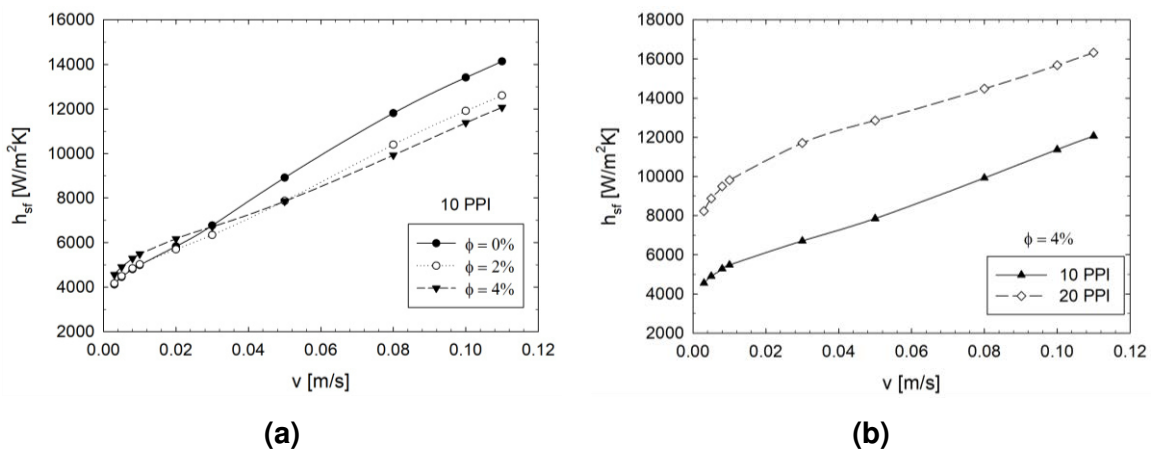 14000
12000
10000
8000
6000
4000
2000
16000
h_sf [W/m²K]
0.00 0.02 0.04 0.06 0.08 0.10 0.12
v [m/s]
10 PPI
ϕ = 0%
ϕ = 2%
ϕ = 4%
(a)
18000
16000
14000
12000
10000
8000
6000
4000
2000
h_sf [W/m²K]
0.00 0.02 0.04 0.06 0.08 0.10 0.12
v [m/s]
ϕ = 4%
10 PPI
20 PPI
(b)